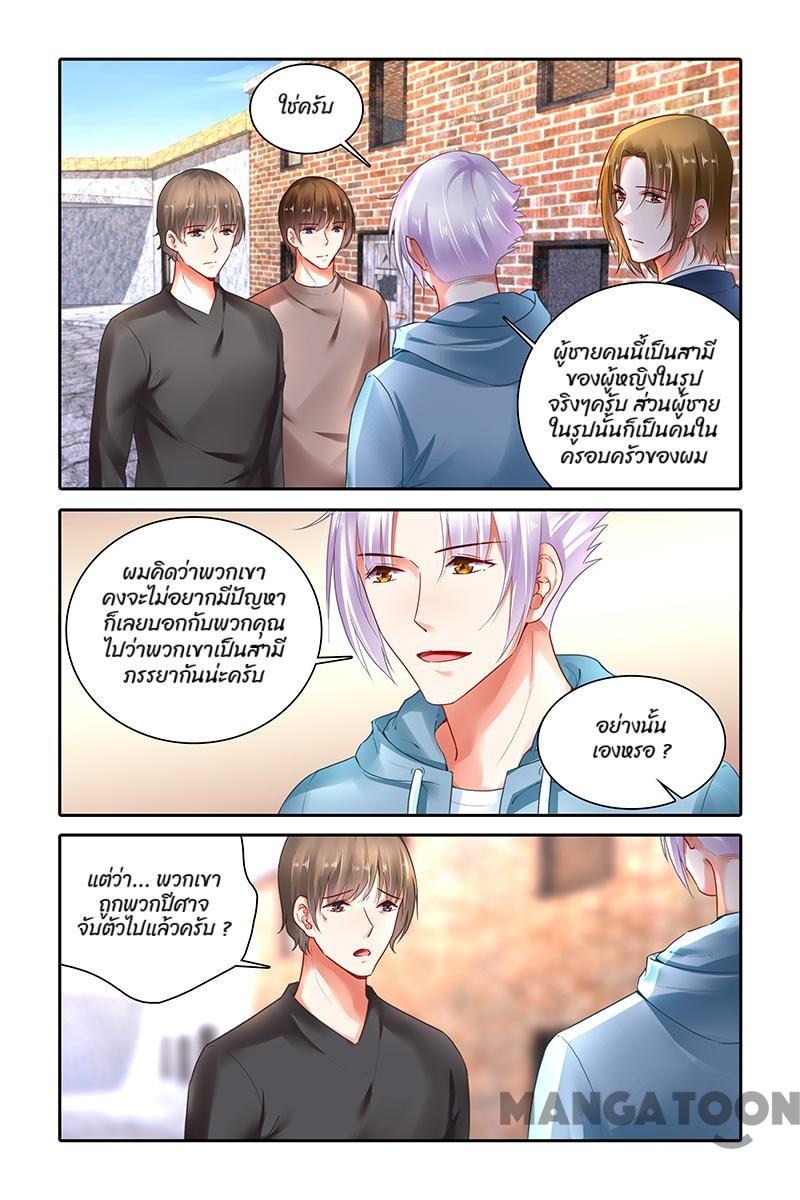 ใช่ครับ
ผู้ชายคนนี้เป็นสามี
ของผู้หญิงในรูป
จริงๆครับ ส่วนผู้ชาย
ในรูปนั้นก็เป็นคนใน
ครอบครัวของผม
ผมคิดว่าพวกเขา
คงจะไม่อยากมีปัญหา
ก็เลยบอกกับพวกคุณ
ไปว่าพวกเขาเป็นสามี
ภรรยากันน่ะครับ
อย่างนั้น
เองหรอ ?
แต่ว่า... พวกเขา
ถูกพวกปีศาจ
จับตัวไปแล้วครับ ?
MANGATOON